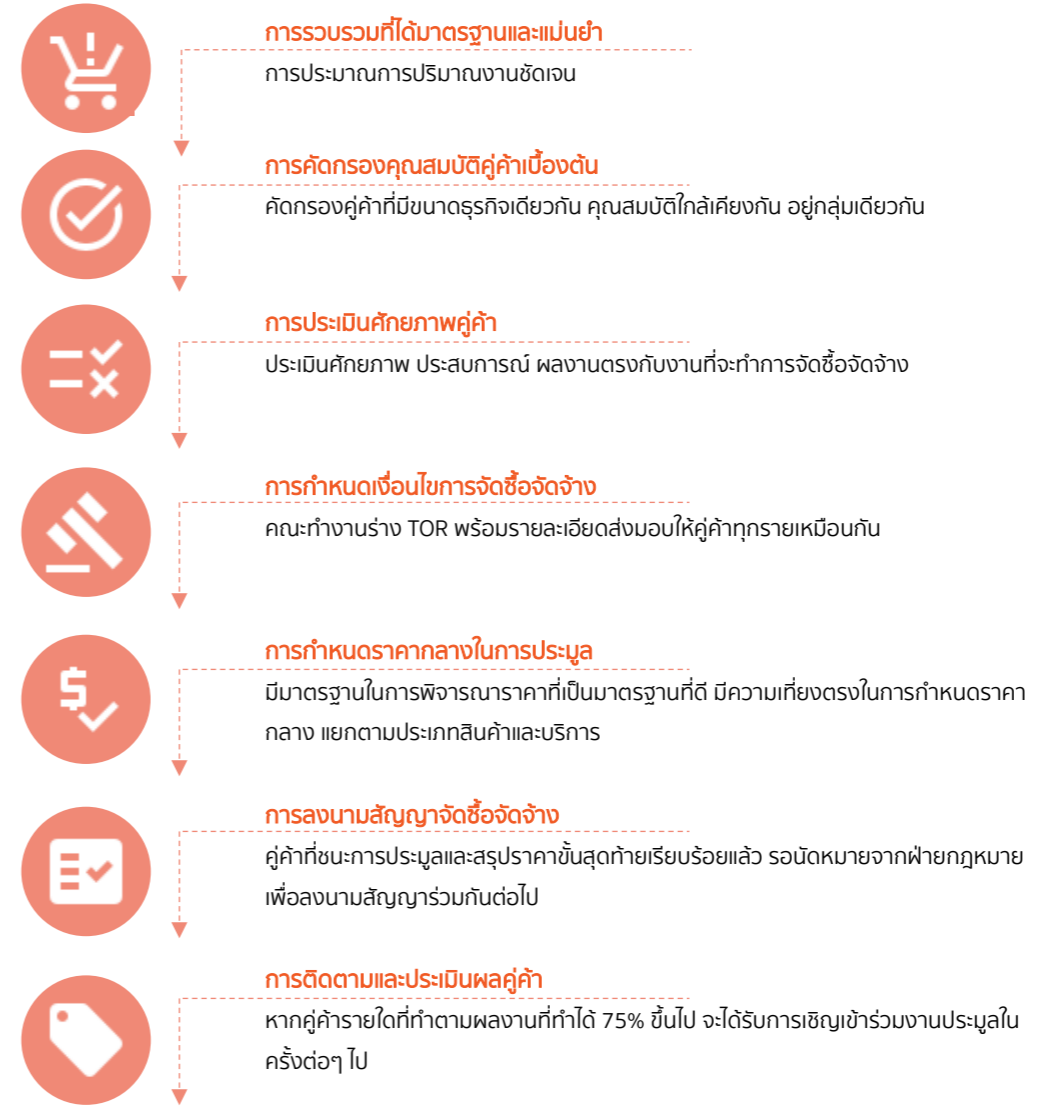 การรวบรวมที่ได้มาตรฐานและแม่นยำ
การประมาณการปริมาณงานชัดเจน
การคัดกรองคุณสมบัติคู่ค้าเบื้องต้น
คัดกรองคู่ค้าที่มีขนาดธุรกิจเดียวกัน คุณสมบัติใกล้เคียงกัน อยู่กลุ่มเดียวกัน
การประเมินศักยภาพคู่ค้า
ประเมินศักยภาพ ประสบการณ์ ผลงานตรงกับงานที่จะทำการจัดซื้อจัดจ้าง
การกำหนดเงื่อนไขการจัดซื้อจัดจ้าง
คณะทำงานร่าง TOR พร้อมรายละเอียดส่งมอบให้คู่ค้าทุกรายเหมือนกัน
การกำหนดราคากลางในการประมูล
มีมาตรฐานในการพิจารณาราคาที่เป็นมาตรฐานที่ดี มีความเที่ยงตรงในการกำหนดราคา
กลาง แยกตามประเภทสินค้าและบริการ
การลงนามสัญญาจัดซื้อจัดจ้าง
คู่ค้าที่ชนะการประมูลและสรุปราคาขั้นสุดท้ายเรียบร้อยแล้ว รอนัดหมายจากฝ่ายกฎหมาย
เพื่อลงนามสัญญาร่วมกันต่อไป
การติดตามและประเมินผลคู่ค้า
หากคู่ค้ารายใดที่ทำตามผลงานที่ทำได้ 75% ขึ้นไป จะได้รับการเชิญเข้าร่วมงานประมูลใน
ครั้งต่อๆ ไป